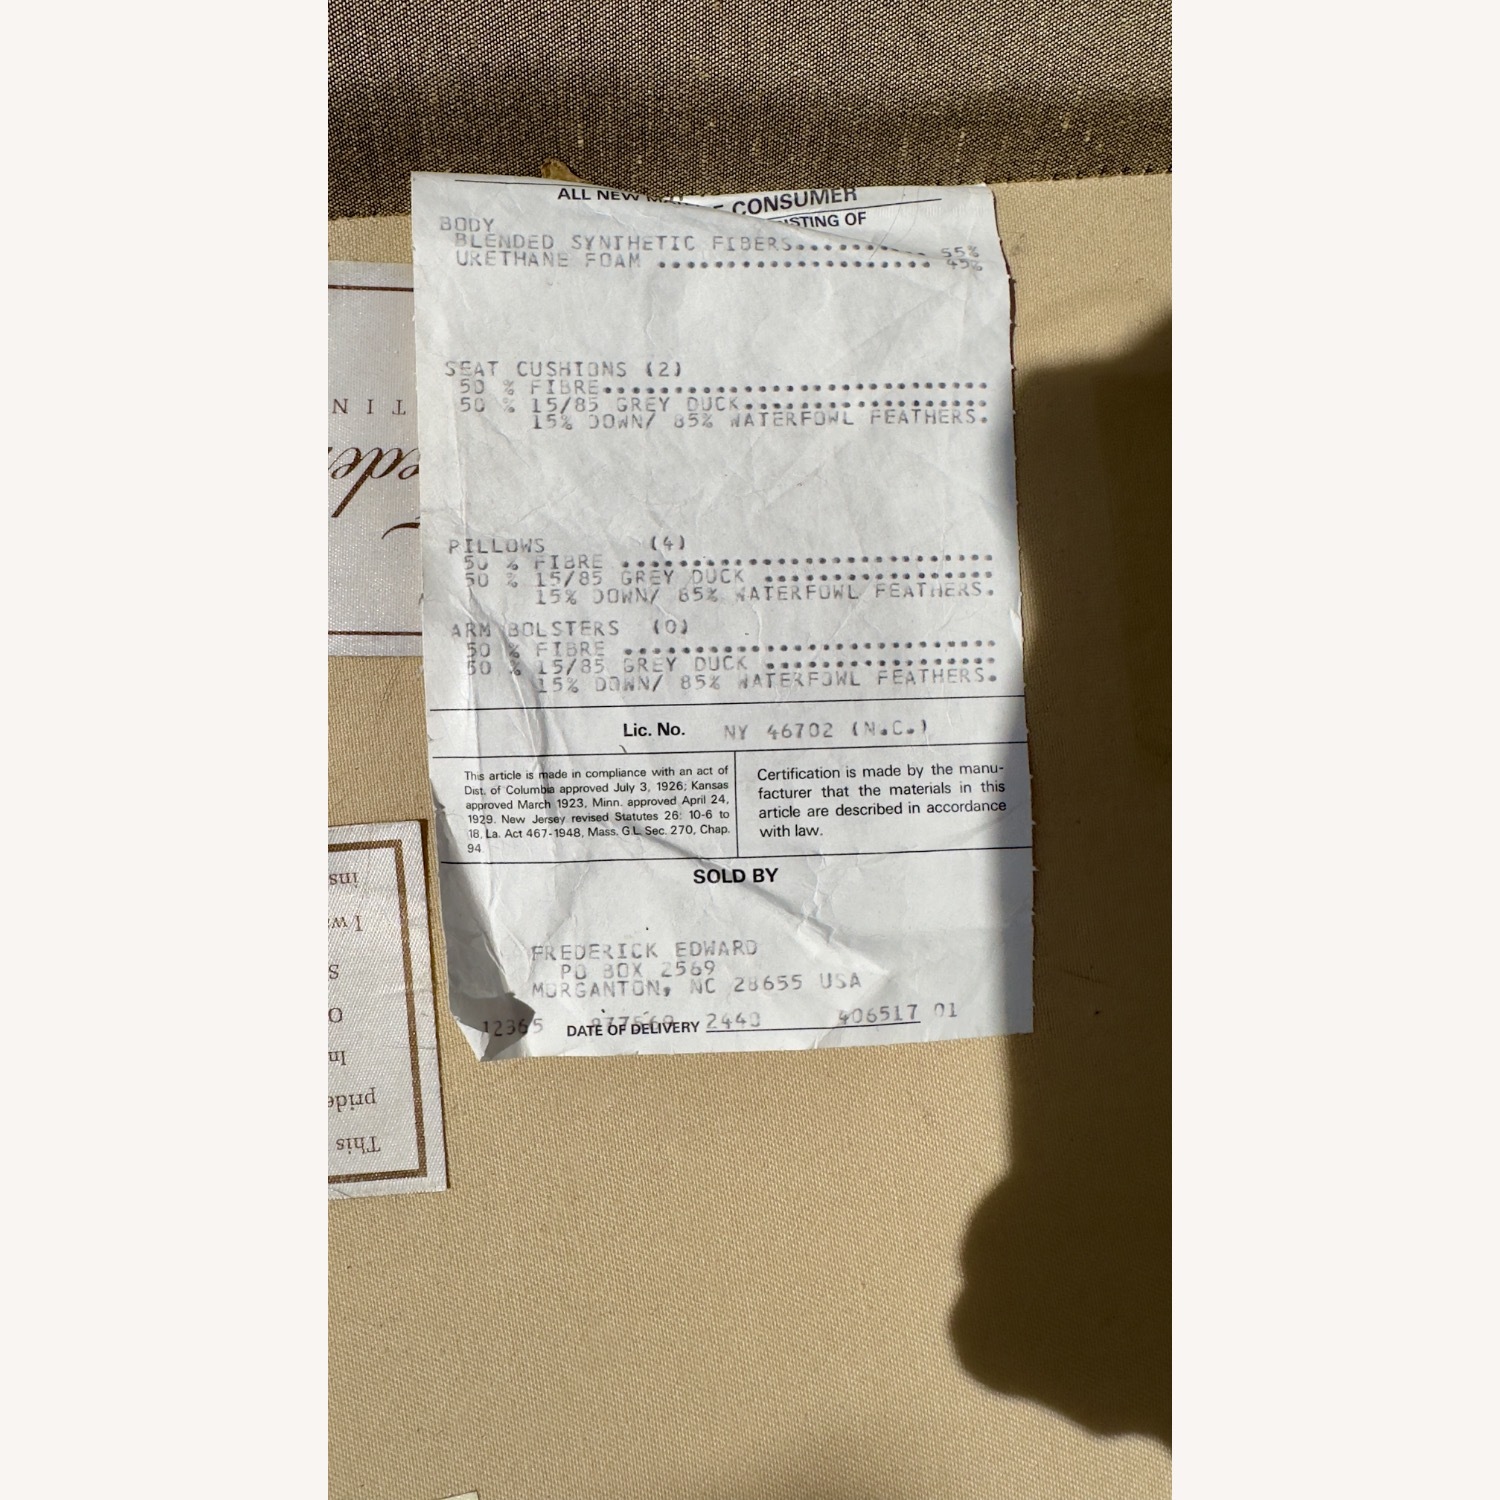 ALL NEW CONSUMER
OF
BODY
BLENDED SYNTHETIC FIBERS.......... 55%
URETHANE FOAM ................... 45%
SEAT CUSHIONS (2)
50 % FIBRE...........................
50 % 15/85 GREY DUCK.................
15% DOWN/ 85% WATERFOWL FEATHERS.
PILLOWS (4)
50 % FIBRE ..........................
50 % 15/85 GREY DUCK ................
15% DOWN/ 85% WATERFOWL FEATHERS.
ARM BOLSTERS (0)
50 % FIBRE ..........................
50 % 15/85 GREY DUCK ................
15% DOWN/ 85% WATERFOWL FEATHERS.
Lic. No. NY 46702 (N.C.)
This article is made in compliance with an act of
Dist. of Columbia approved July 3, 1926; Kansas
approved March 1923, Minn. approved April 24,
1929. New Jersey revised Statutes 26: 10-6 to
18, La. Act 467-1948, Mass. G.L. Sec. 270, Chap.
94
Certification is made by the manu-
facturer that the materials in this
article are described in accordance
with law.
SOLD BY
FREDERICK EDWARD
PO BOX 2569
MORGANTON, NC 28655 USA
12365 DATE OF DELIVERY 406517 01
This
pride
In
O
S
I wa
ins